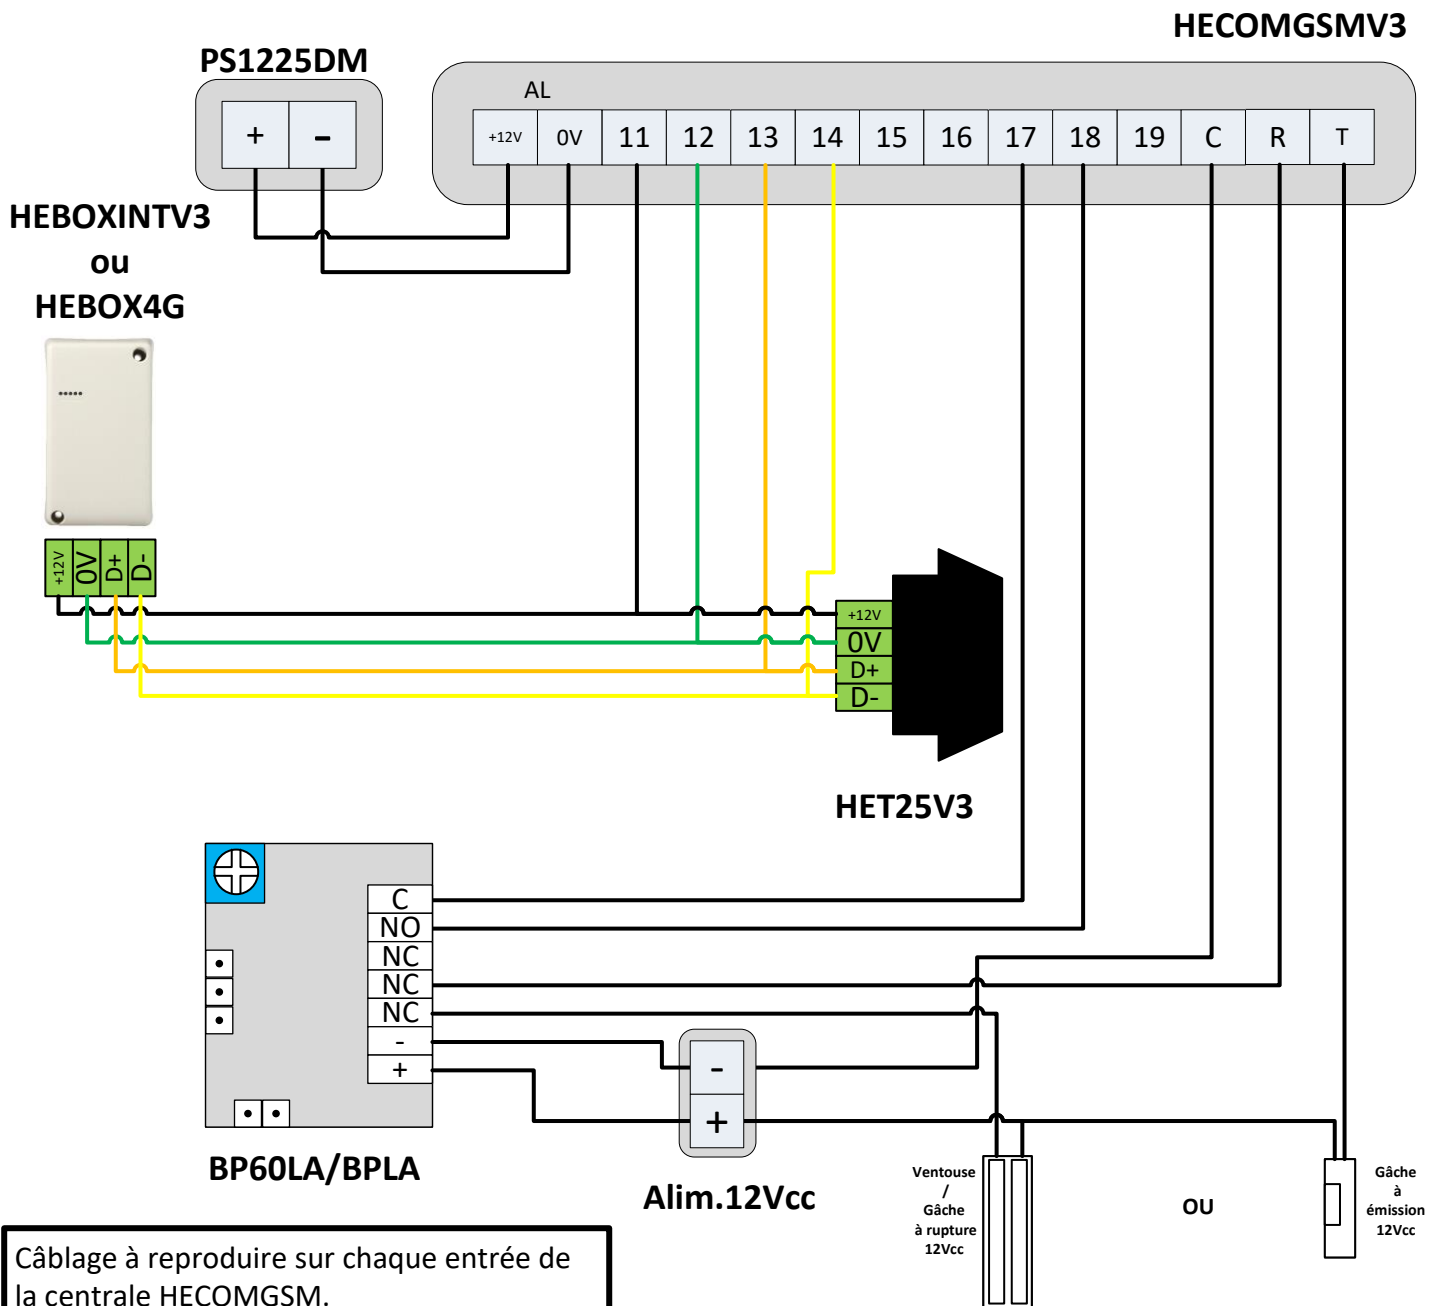 HECOMGSMV3
PS1225DM
AL
+ -
+12V 0V 11 12 13 14 15 16 17 18 19 C R T
HEBOXINTV3
ou
HEBOX4G
+12V 0V D+ D-
+12V
0V
D+
D-
HET25V3
C
NO
NC
NC
NC
-
+
BP60LA/BPLA
-
+
Alim.12Vcc
Ventouse
/
Gâche
à rupture
12Vcc
OU
Gâche
à
émission
12Vcc
Câblage à reproduire sur chaque entrée de
la centrale HECOMGSM.